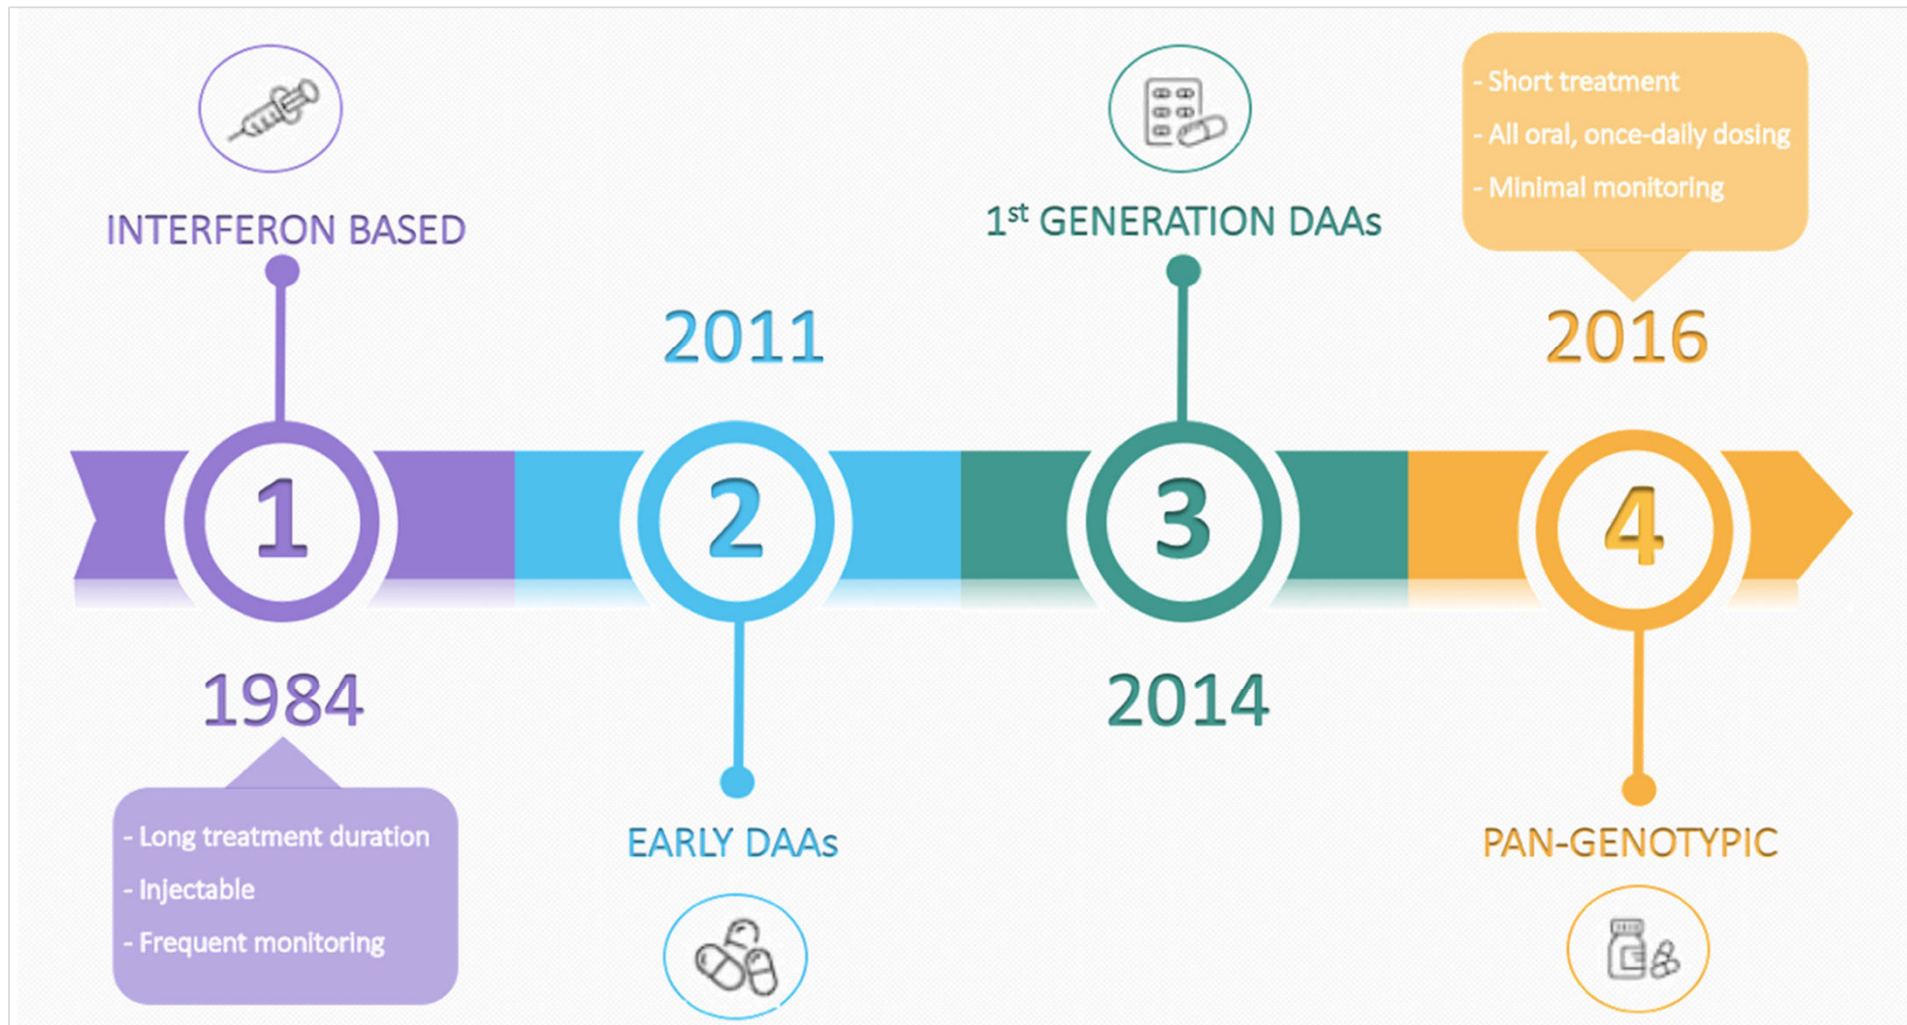 INTERFERON BASED
1
1984
- Long treatment duration
- Injectable
- Frequent monitoring
2011
2
EARLY DAAs
1st GENERATION DAAs
3
2014
- Short treatment
- All oral, once-daily dosing
- Minimal monitoring
2016
4
PAN-GENOTYPIC